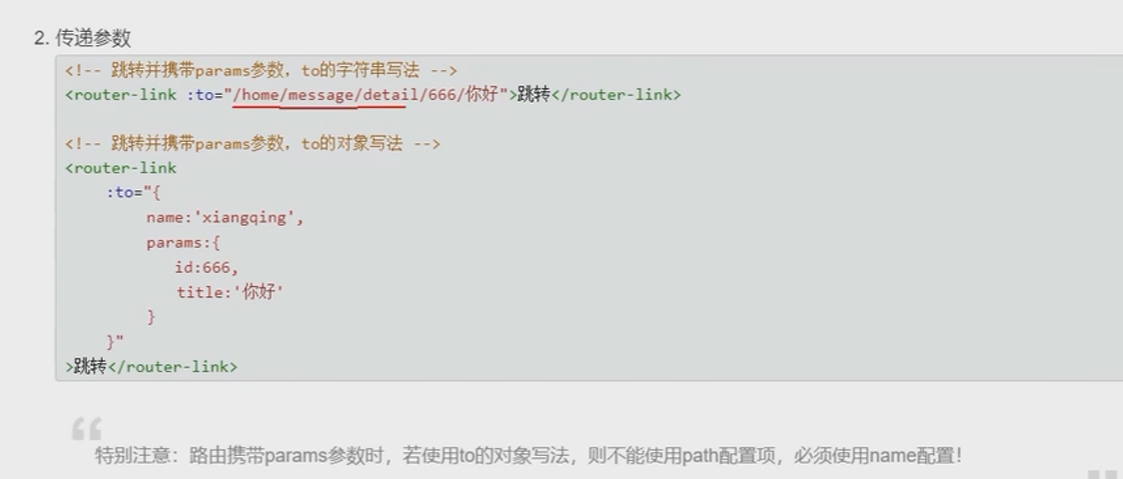 2. 传递参数
<!-- 跳转并携带params参数，to的字符串写法 -->
<router-link :to="/home/message/detail/666/你好">跳转</router-link>
<!-- 跳转并携带params参数，to的对象写法 -->
<router-link
:to="{
name:'xiangqing',
params:{
id:666,
title:'你好'
}
}"
>跳转</router-link>
特别注意：路由携带params参数时，若使用to的对象写法，则不能使用path配置项，必须使用name配置！